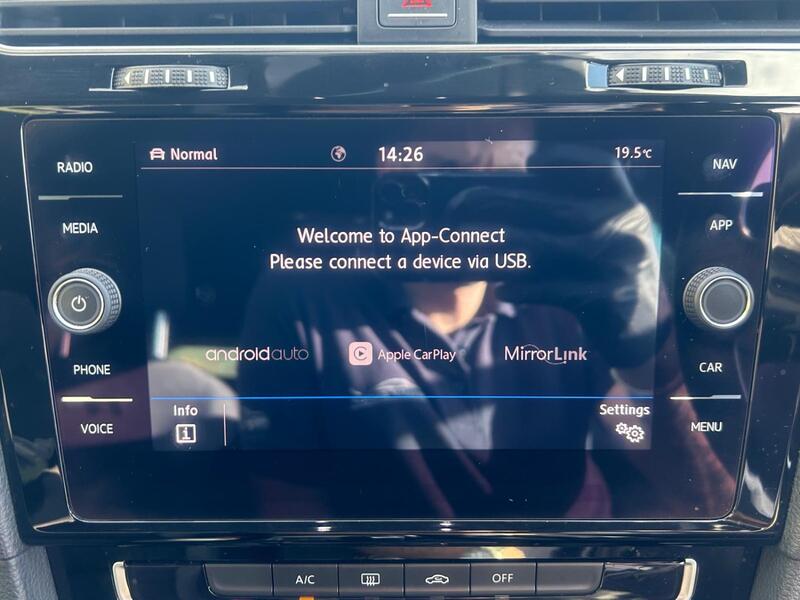 Normal 14:26 19.5°c
RADIO
NAV
MEDIA
APP
Welcome to App-Connect
Please connect a device via USB.
androidauto Apple CarPlay MirrorLink
PHONE
CAR
Info
Settings
VOICE
MENU
A/C OFF